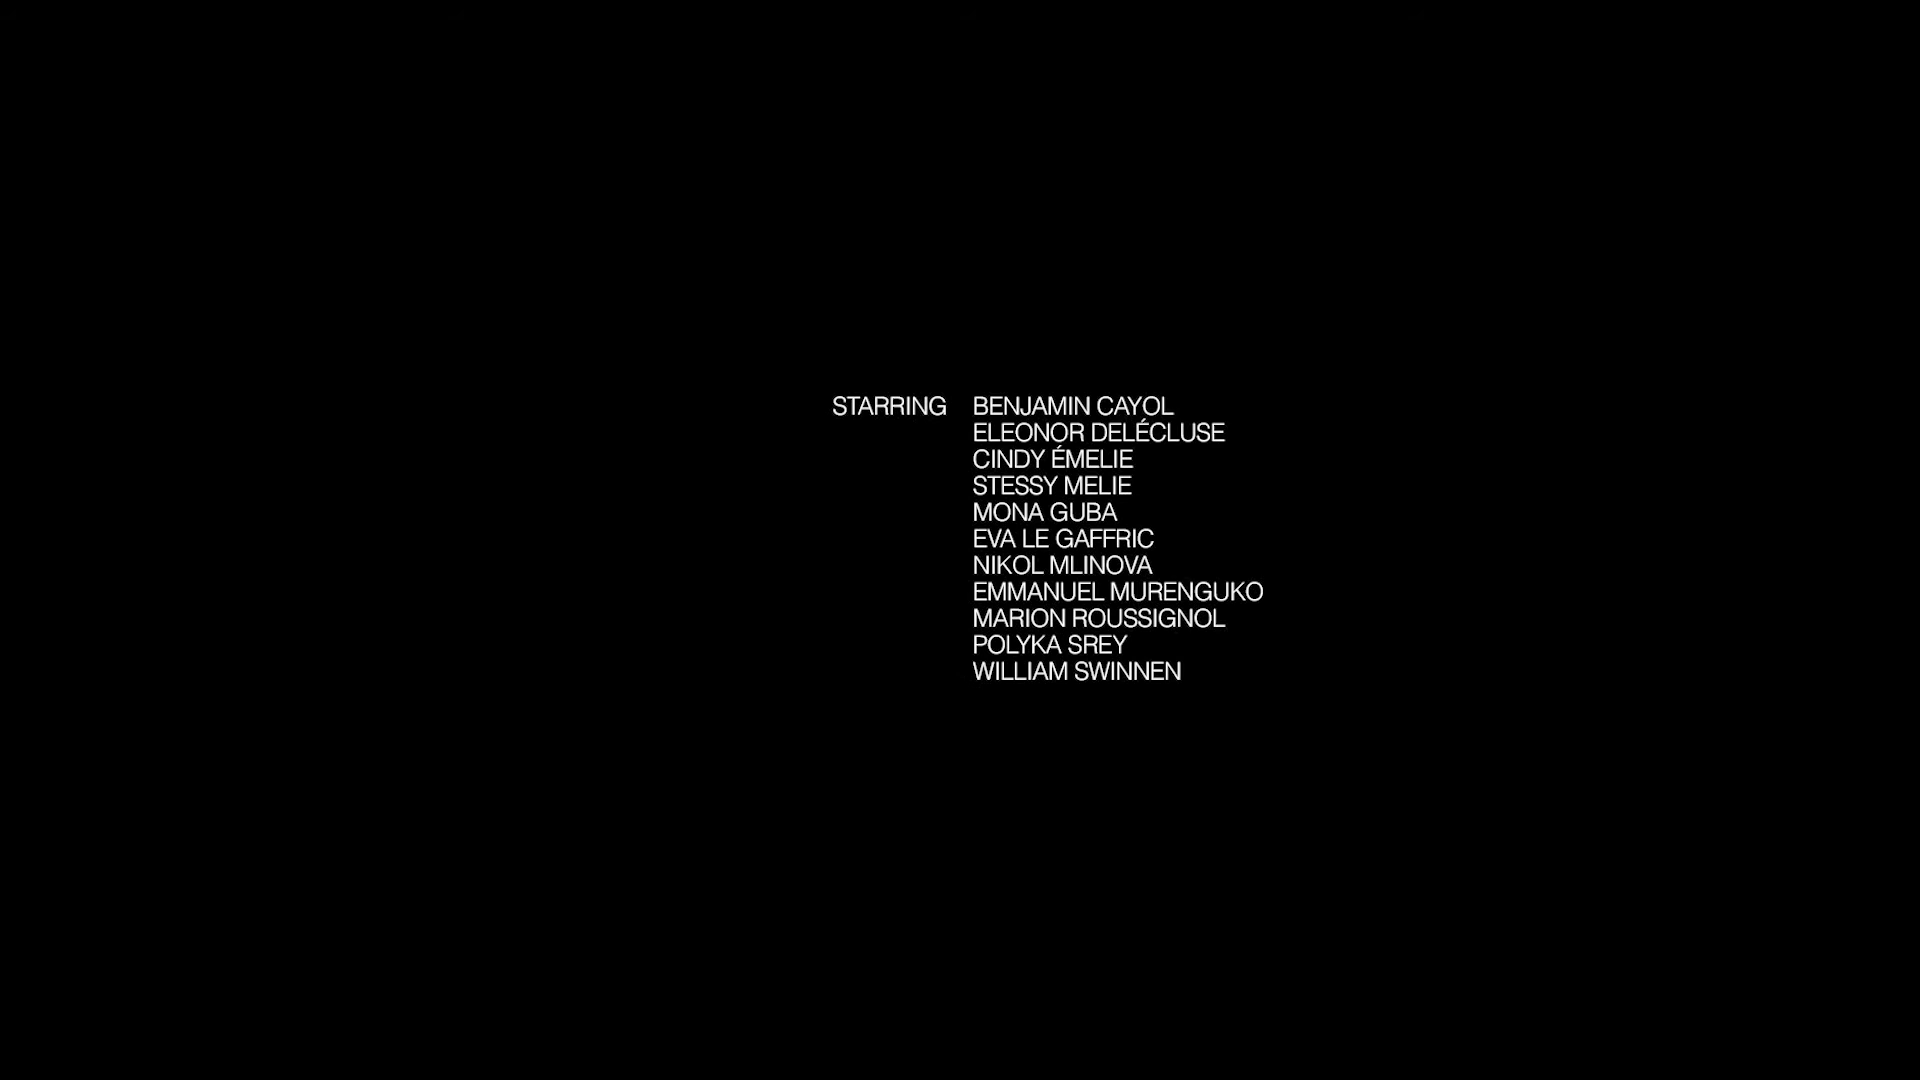 STARRING BENJAMIN CAYOL
ELEONOR DELÉCLUSE
CINDY ÉMELIE
STESSY MELIE
MONA GUBA
EVA LE GAFFRIC
NIKOL MLINOVA
EMMANUEL MURENGUKO
MARION ROUSSIGNOL
POLYKA SREY
WILLIAM SWINNEN